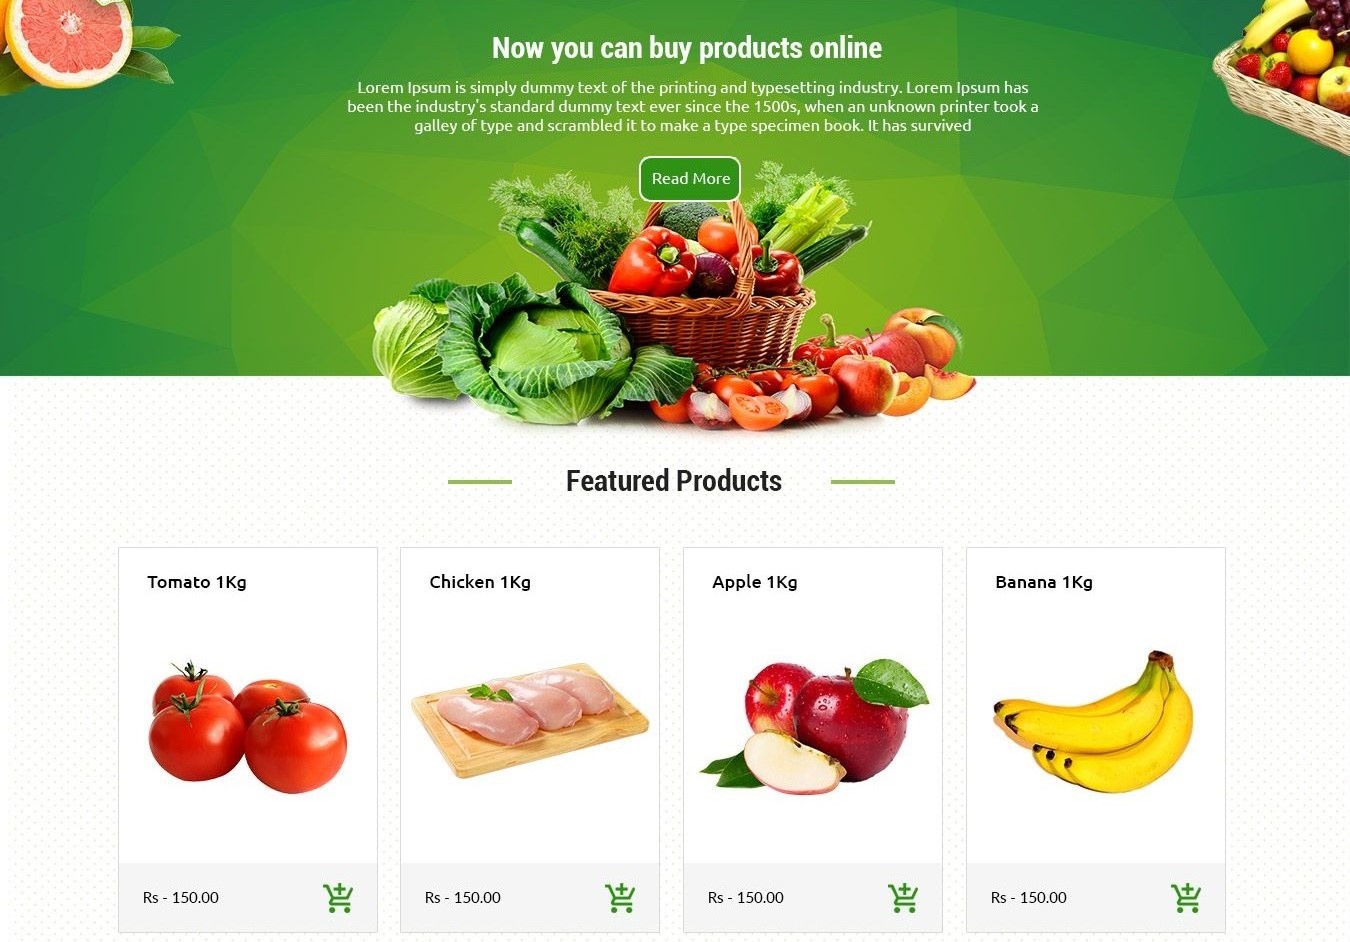 Now you can buy products online
Lorem Ipsum is simply dummy text of the printing and typesetting industry. Lorem Ipsum has
been the industry's standard dummy text ever since the 1500s, when an unknown printer took a
galley of type and scrambled it to make a type specimen book. It has survived
Read More
Featured Products
Tomato 1Kg
Chicken 1Kg
Apple 1Kg
Banana 1Kg
Rs - 150.00
Rs - 150.00
Rs - 150.00
Rs - 150.00